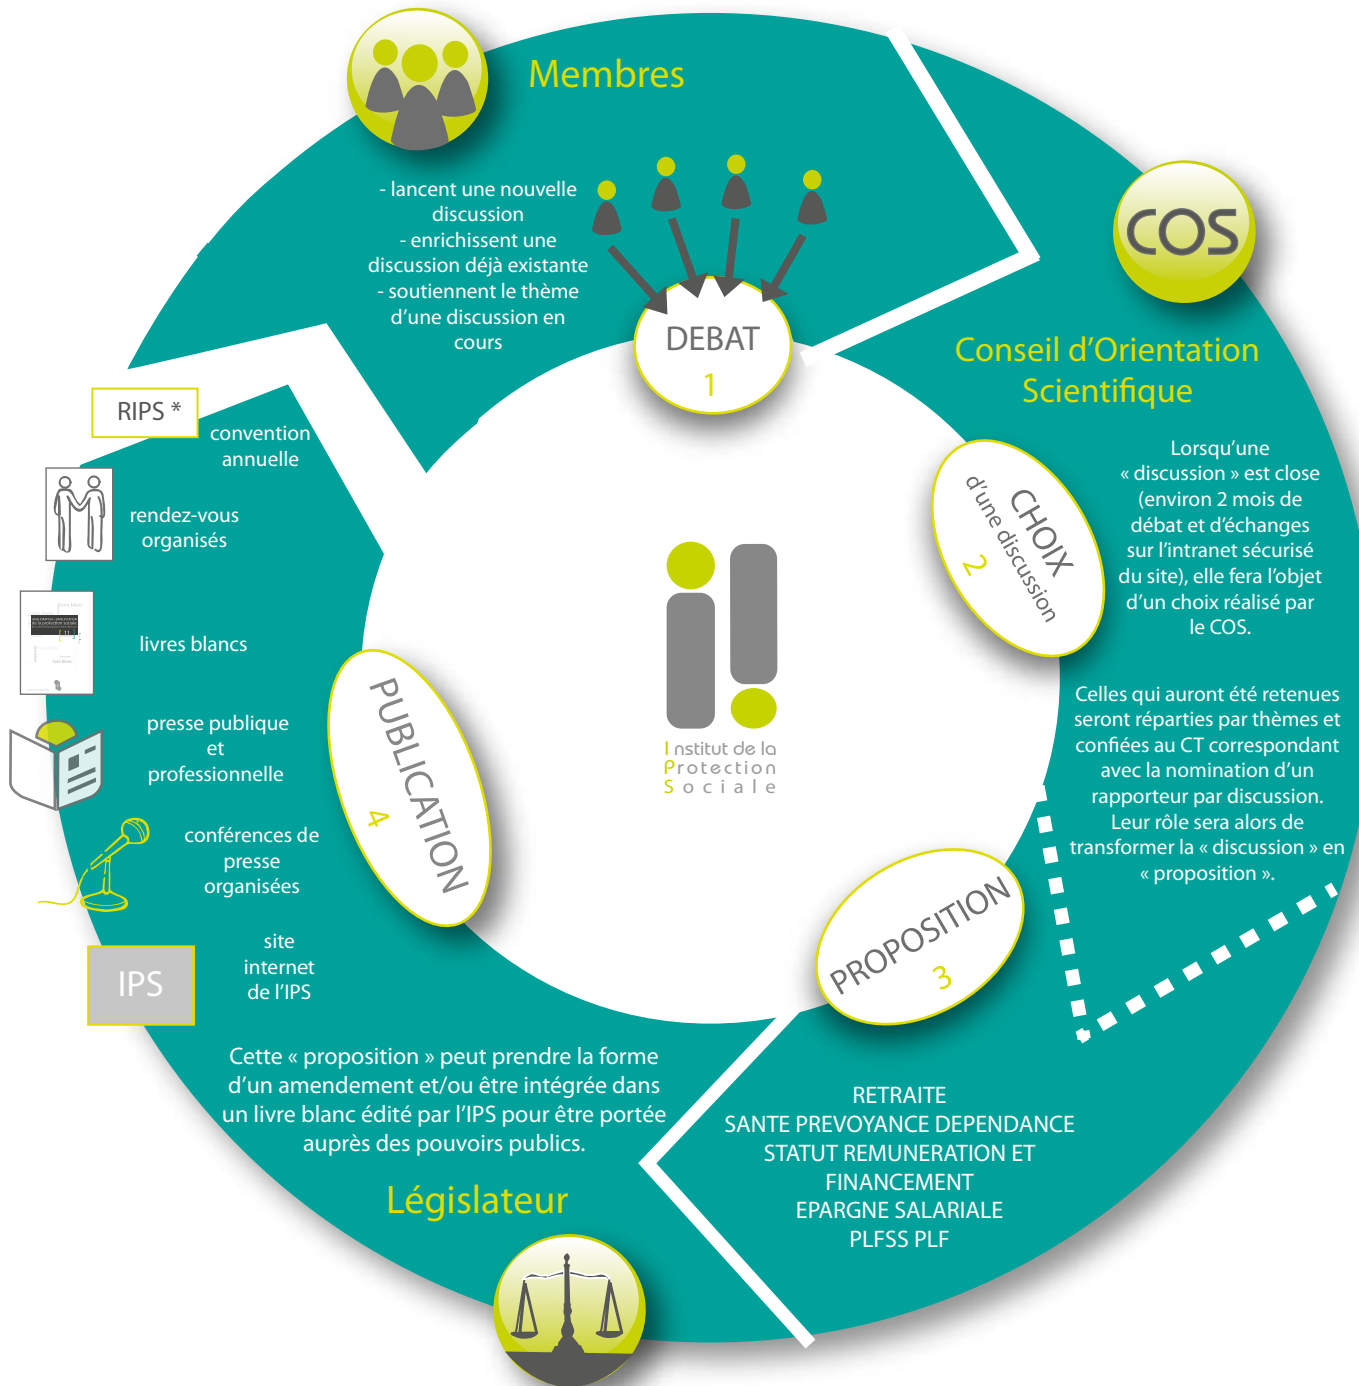 Membres
- lancent une nouvelle
discussion
- enrichissent une
discussion déjà existante
- soutiennent le thème
d'une discussion en
cours
DEBAT
1
COS
Conseil d'Orientation
Scientifique
CHOIX
d'une discussion
2
Lorsqu'une
« discussion » est close
(environ 2 mois de
débat et d'échanges
sur l'intranet sécurisé
du site), elle fera l'objet
d'un choix réalisé par
le COS.
Celles qui auront été retenues
seront réparties par thèmes et
confiées au CT correspondant
avec la nomination d'un
rapporteur par discussion.
Leur rôle sera alors de
transformer la « discussion » en
« proposition ».
PROPOSITION
3
RETRAITE
SANTE PREVOYANCE DEPENDANCE
STATUT REMUNERATION ET
FINANCEMENT
EPARGNE SALARIALE
PLFSS PLF
PUBLICATION
4
RIPS *
convention
annuelle
rendez-vous
organisés
livres blancs
presse publique
et
professionnelle
conférences de
presse
organisées
IPS
site
internet
de l'IPS
Cette « proposition » peut prendre la forme
d'un amendement et/ou être intégrée dans
un livre blanc édité par l'IPS pour être portée
auprès des pouvoirs publics.
Législateur
Institut de la
Protection
Sociale